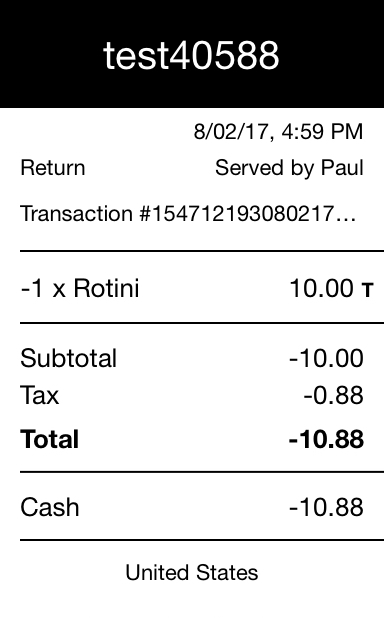 test40588
8/02/17, 4:59 PM
Return Served by Paul
Transaction #154712193080217...
-1 x Rotini 10.00 T
Subtotal -10.00
Tax -0.88
Total -10.88
Cash -10.88
United States